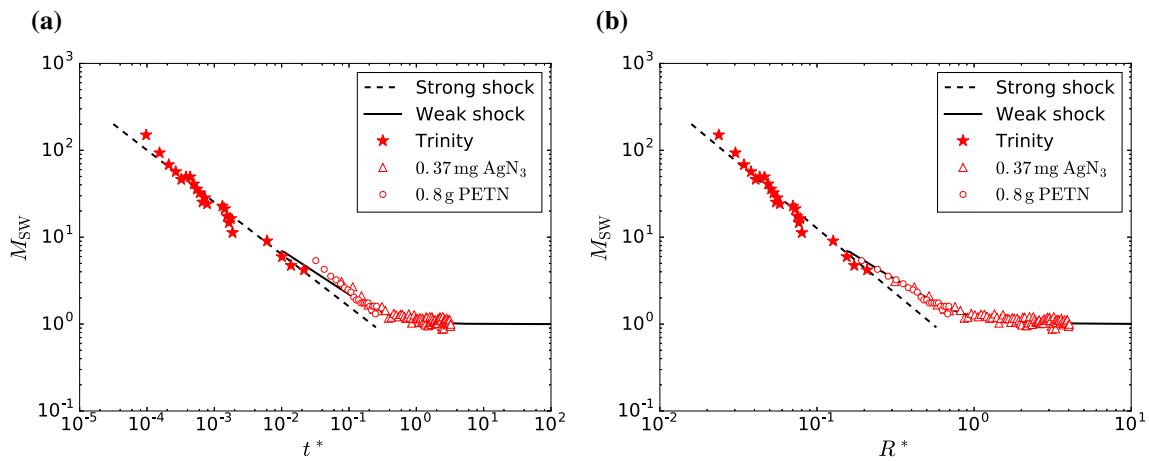 (a)
10^3
10^2
10^1
10^0
10^-1
M_SW
10^-5 10^-4 10^-3 10^-2 10^-1 10^0 10^1 10^2
t*
Strong shock
Weak shock
Trinity
0.37 mg AgN₃
0.8 g PETN
(b)
10^3
10^2
10^1
10^0
10^-1
M_SW
10^-2 10^-1 10^0 10^1
R*
Strong shock
Weak shock
Trinity
0.37 mg AgN₃
0.8 g PETN